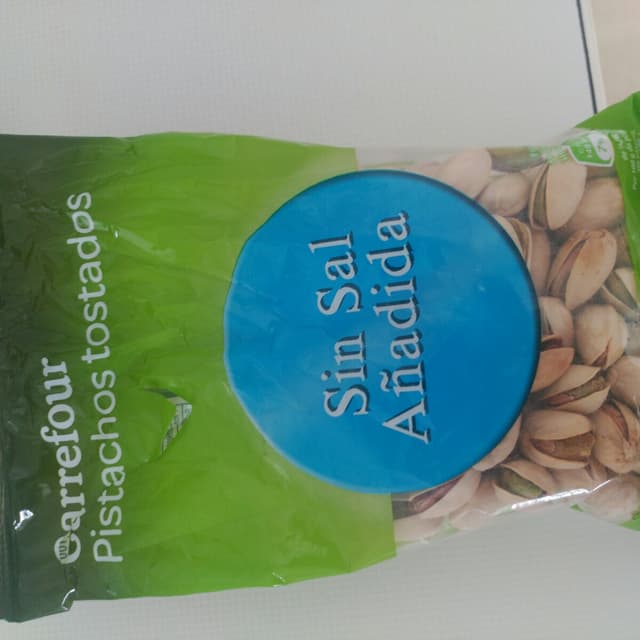 Carrefour
Pistachos tostados
Sin Sal
Añadida